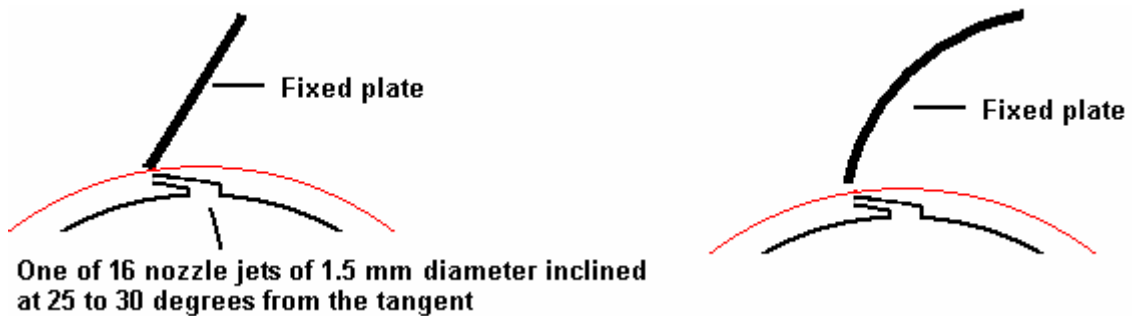 Fixed plate
Fixed plate
One of 16 nozzle jets of 1.5 mm diameter inclined
at 25 to 30 degrees from the tangent